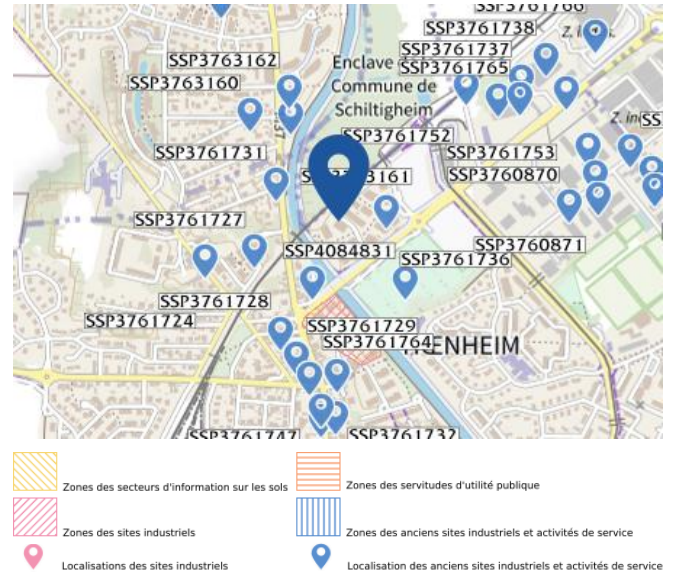 SSP3761766
SSP3761738
SSP3761737
SSP3763162
Enclave
SSP3761765
SSP3763160
Commune de
Schiltigheim
SSP3761752
SSP3761731
SSP3761753
SSP3760870
SSP3761727
SSP3760871
SSP4084831
SSP3761736
SSP3761728
SSP3761724
SSP3761729
SSP3761764
SSP3761747
SSP3761732
Zones des secteurs d'information sur les sols
Zones des servitudes d'utilité publique
Zones des sites industriels
Zones des anciens sites industriels et activités de service
Localisations des sites industriels
Localisation des anciens sites industriels et activités de service